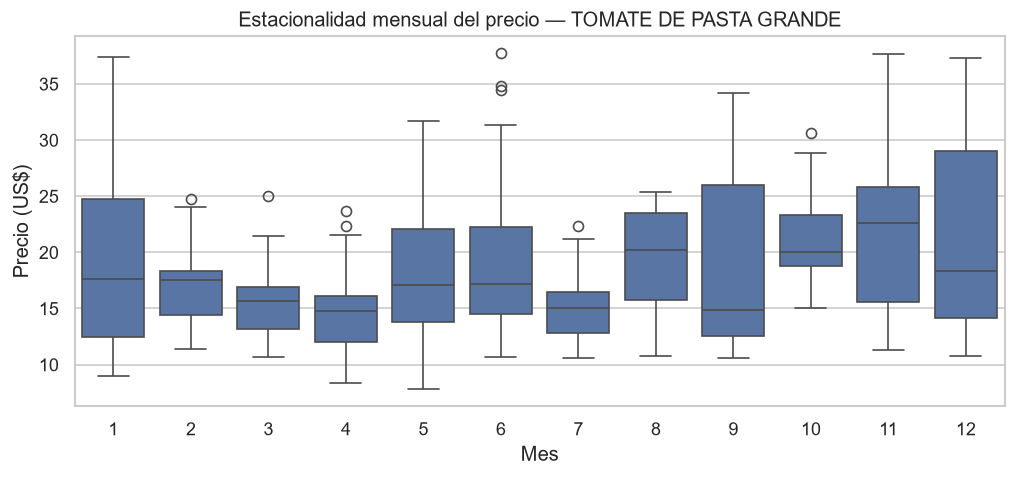 Estacionalidad mensual del precio — TOMATE DE PASTA GRANDE
Precio (US$)
35
30
25
20
15
10
1 2 3 4 5 6 7 8 9 10 11 12
Mes